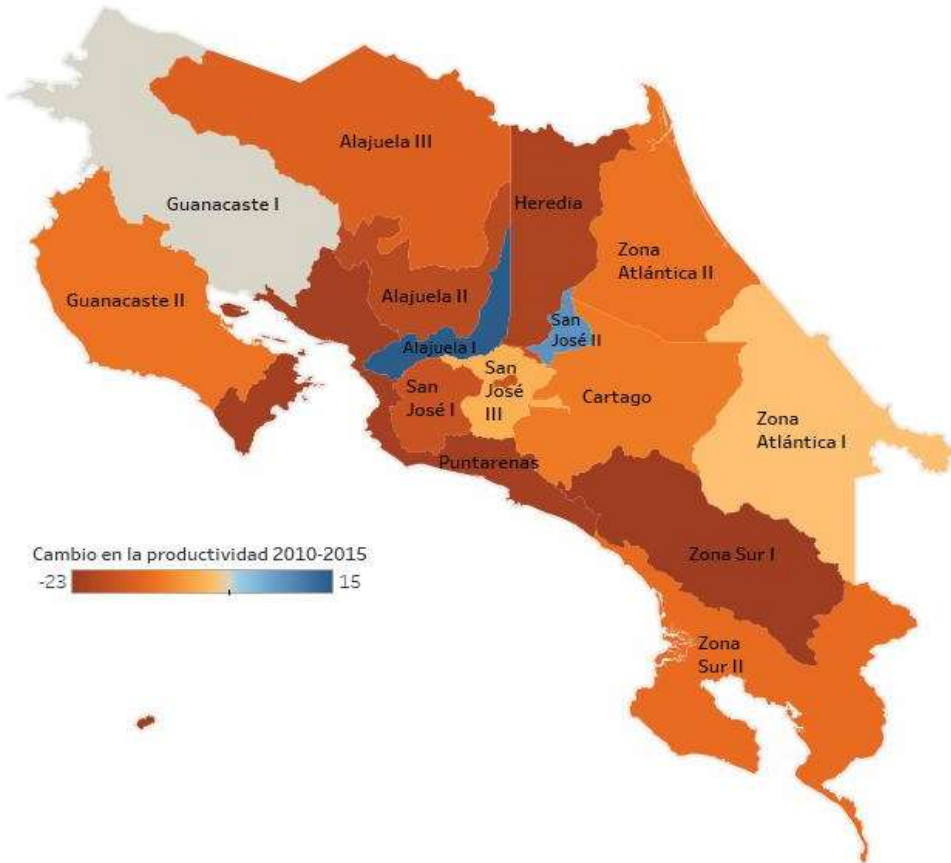 Alajuela III
Guanacaste I
Heredia
Zona
Atlántica II
Guanacaste II
Alajuela II
San
José II
Alajuela I
San
José I
San
José
III
Cartago
Zona
Atlántica I
Puntarenas
Zona Sur I
Cambio en la productividad 2010-2015
-23
15
Zona
Sur II